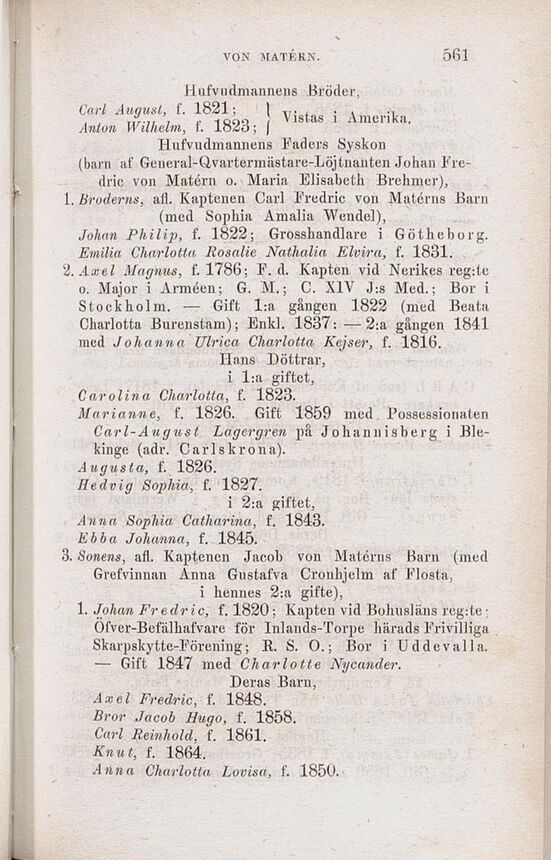 VON MATÉRN. 561
Hufvudmannens Bröder,
Carl August, f. 1821; } Vistas i Amerika.
Anton Wilhelm, f. 1823; }
Hufvudmannens Faders Syskon
(barn af General-Qvartermästare-Löjtnanten Johan Fre-
dric von Matérn o. Maria Elisabeth Brehmer),
1. Broderns, afl. Kaptenen Carl Fredric von Matérns Barn
(med Sophia Amalia Wendel),
Johan Philip, f. 1822; Grosshandlare i Götheborg.
Emilia Charlotta Rosalie Nathalia Elvira, f. 1831.
2. Axel Magnus, f. 1786; F. d. Kapten vid Nerikes reg:te
o. Major i Arméen; G. M.; C. XIV J:s Med.; Bor i
Stockholm. — Gift 1:a gången 1822 (med Beata
Charlotta Burenstam); Enkl. 1837: — 2:a gången 1841
med Johanna Ulrica Charlotta Kejser, f. 1816.
Hans Döttrar,
i 1:a giftet,
Carolina Charlotta, f. 1823.
Marianne, f. 1826. Gift 1859 med Possessionaten
Carl-August Lagergren på Johannisberg i Ble-
kinge (adr. Carlskrona).
Augusta, f. 1826.
Hedvig Sophia, f. 1827.
i 2:a giftet,
Anna Sophia Catharina, f. 1843.
Ebba Johanna, f. 1845.
3. Sonens, afl. Kaptenen Jacob von Matérns Barn (med
Grefvinnan Anna Gustafva Cronhjelm af Flosta,
i hennes 2:a gifte),
1. Johan Fredric, f. 1820; Kapten vid Bohusläns reg:te;
Öfver-Befälhafvare för Inlands-Torpe härads Frivilliga
Skarpskytte-Förening; R. S. O.; Bor i Uddevalla.
— Gift 1847 med Charlotte Nycander.
Deras Barn,
Axel Fredric, f. 1848.
Bror Jacob Hugo, f. 1858.
Carl Reinhold, f. 1861.
Knut, f. 1864.
Anna Charlotta Lovisa, f. 1850.